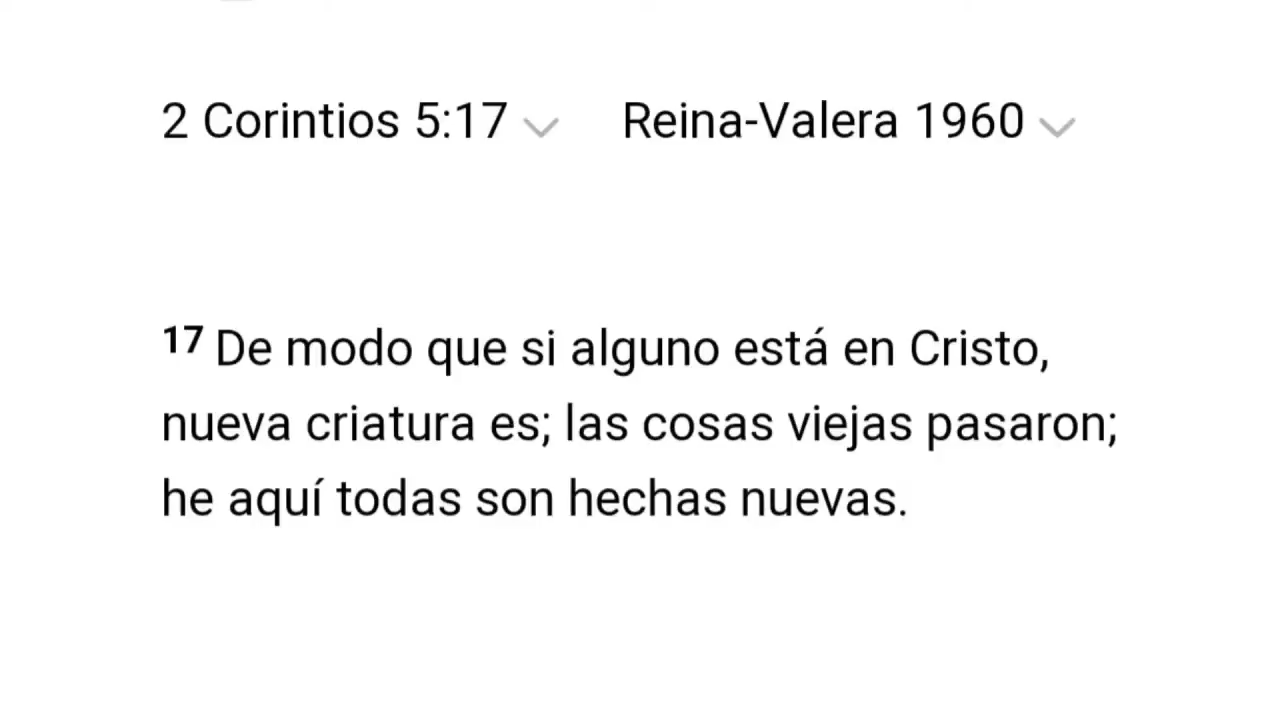 2 Corintios 5:17 Reina-Valera 1960
17 De modo que si alguno está en Cristo,
nueva criatura es; las cosas viejas pasaron;
he aquí todas son hechas nuevas.